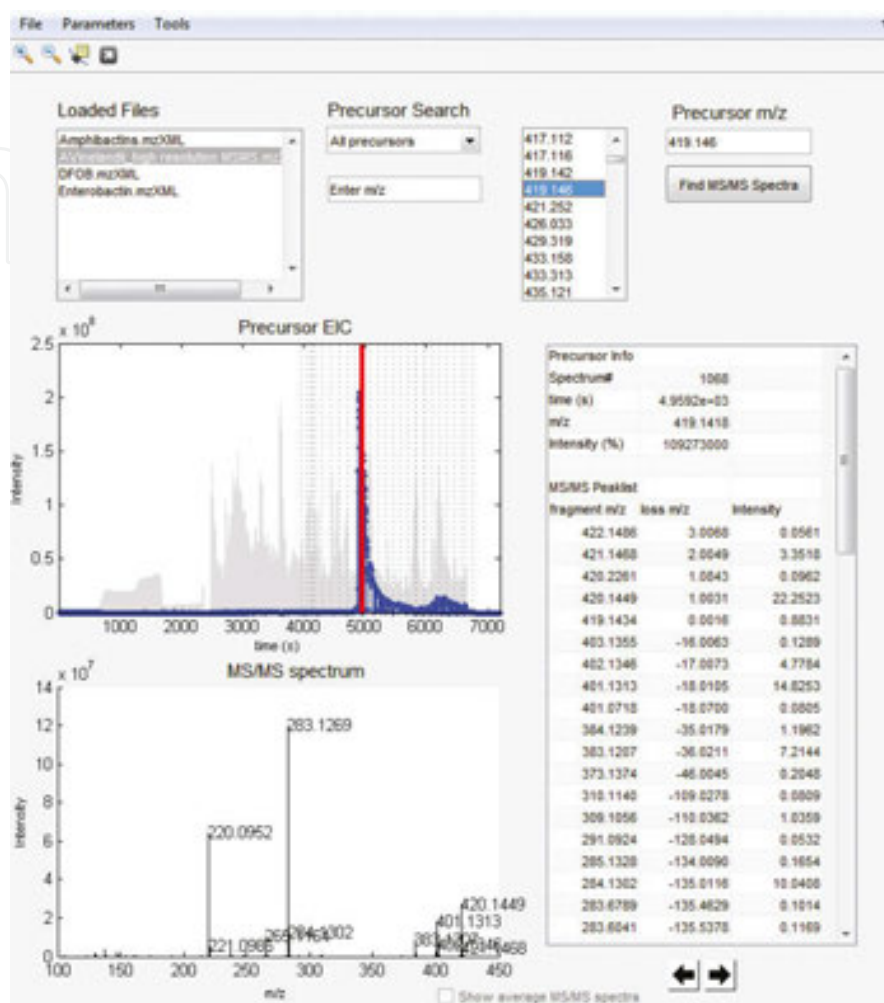 File Parameters Tools
Loaded Files
Precursor Search
Precursor m/z
Amphibactins.mzXML
DFOB.mzXML
Enterobactin.mzXML
All precursors
Enter m/z
417.112
417.116
419.142
419.146
421.252
426.033
429.319
433.158
433.313
435.121
419.146
Find MS/MS Spectra
Precursor EIC
x 10^8
2.5
2
1.5
1
0.5
0
Intensity
1000 2000 3000 4000 5000 6000 7000
time (s)
MS/MS spectrum
x 10^7
14
12
10
8
6
4
2
0
Intensity
283.1269
220.0952
420.1449
401.1313
284.1302
221.0985
100 150 200 250 300 350 400 450
m/z
Precursor Info
Spectrum# 1068
time (s) 4.9592e+03
m/z 419.1418
Intensity (%) 109273000
MS/MS Peaklist
fragment m/z loss m/z Intensity
422.1486 3.0068 0.0561
421.1468 2.0049 3.3518
420.2261 1.0843 0.0962
420.1449 1.0031 22.2523
419.1434 0.0016 0.8831
403.1355 -16.0063 0.1289
402.1346 -17.0073 4.7784
401.1313 -18.0105 14.8253
401.0718 -18.0700 0.0805
384.1239 -35.0179 1.1962
383.1207 -36.0211 7.2144
373.1374 -46.0045 0.2048
310.1140 -109.0278 0.0809
309.1056 -110.0362 1.0359
291.0924 -128.0494 0.0532
285.1328 -134.0090 0.1654
284.1302 -135.0116 10.0408
283.6789 -135.4629 0.1014
283.6041 -135.5378 0.1169
Show average MS/MS spectra